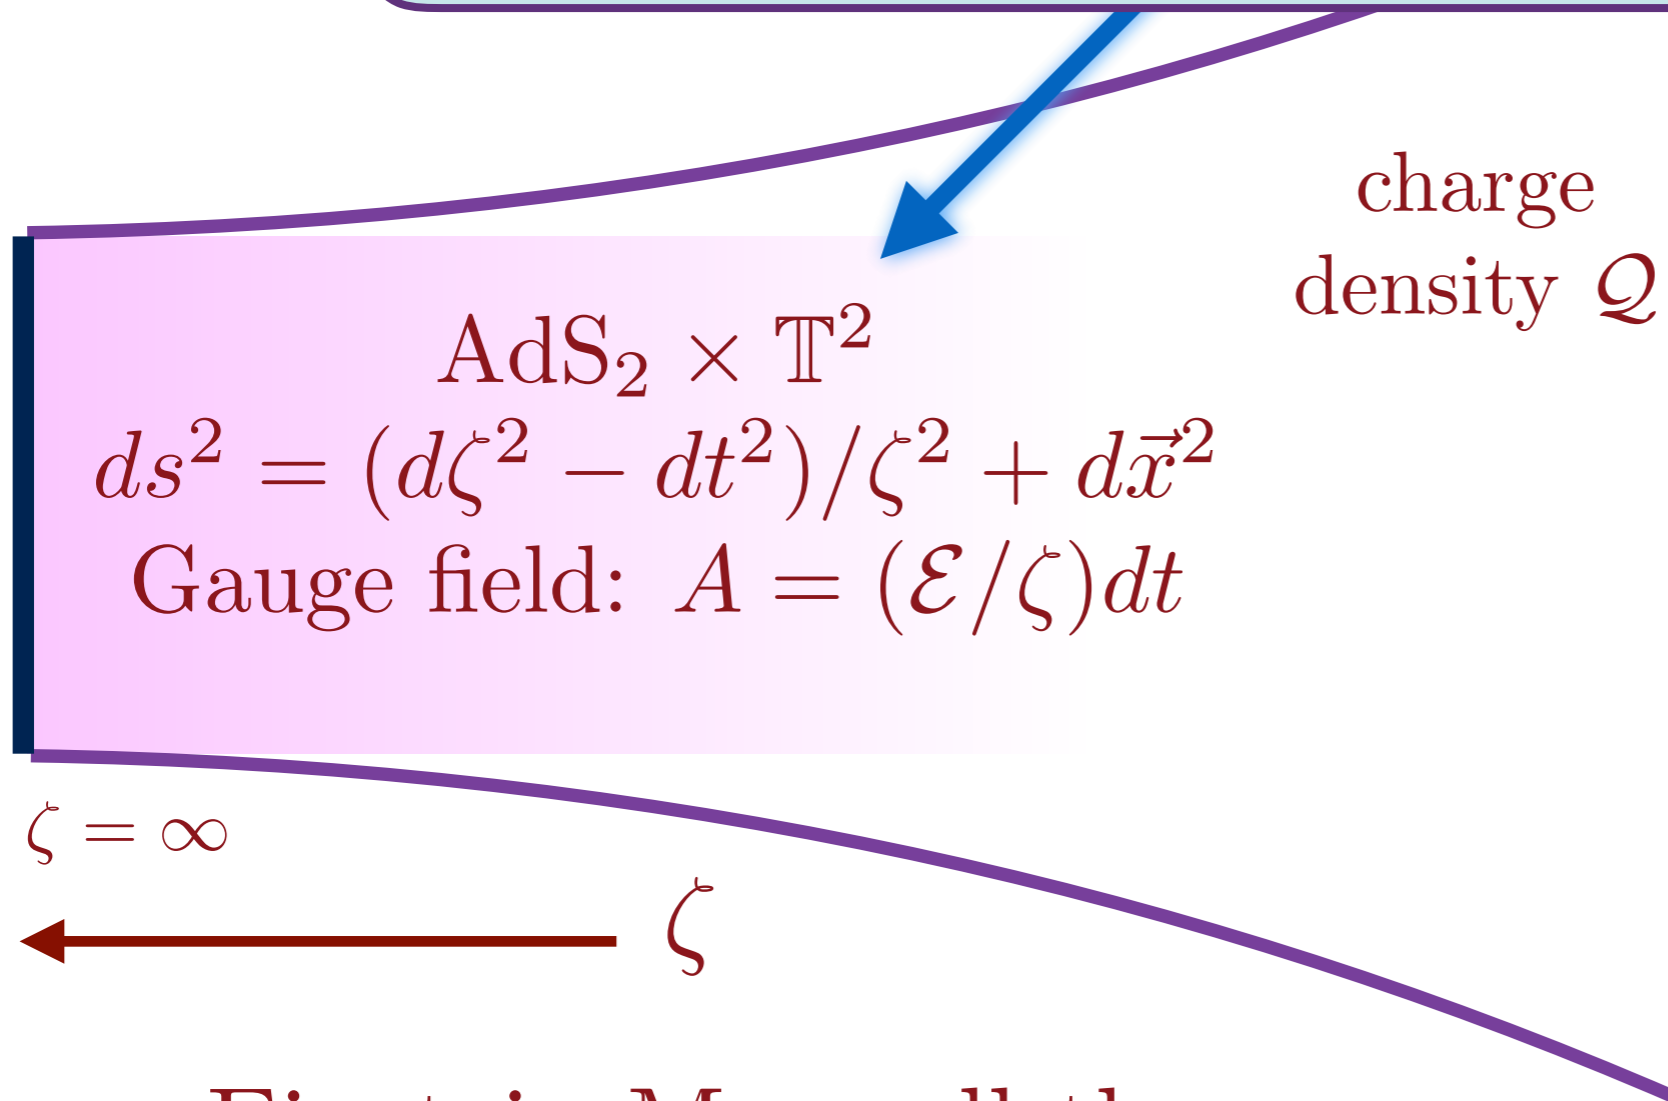 charge
density 𝒬
AdS₂ × 𝕋²
ds² = (dζ² − dt²)/ζ² + dx⃗²
Gauge field: A = (ℰ/ζ)dt
ζ = ∞
ζ